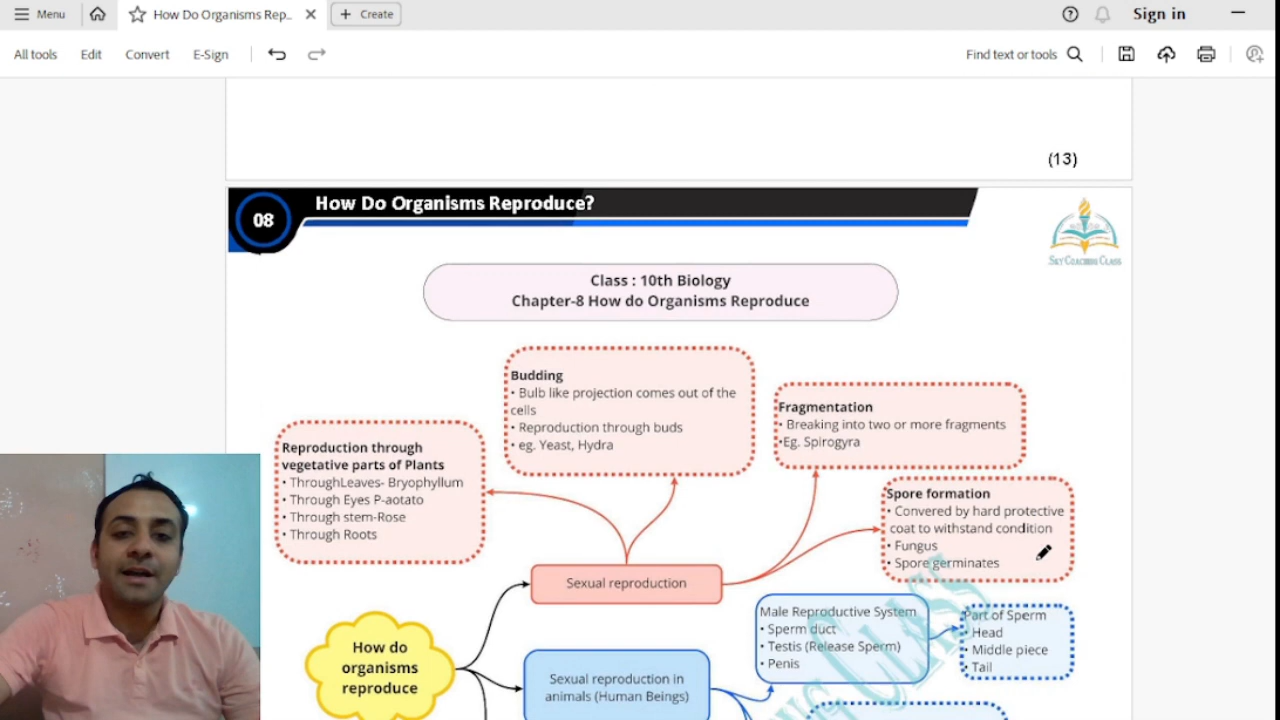 Menu
How Do Organisms Rep...
Create
Sign in
All tools
Edit
Convert
E-Sign
Find text or tools
(13)
08
How Do Organisms Reproduce?
SKY COACHING CLASS
Class : 10th Biology
Chapter-8 How do Organisms Reproduce
Budding
• Bulb like projection comes out of the
cells
• Reproduction through buds
• eg. Yeast, Hydra
Fragmentation
• Breaking into two or more fragments
•Eg. Spirogyra
Reproduction through
vegetative parts of Plants
• ThroughLeaves- Bryophyllum
• Through Eyes P-aotato
• Through stem-Rose
• Through Roots
Spore formation
• Convered by hard protective
coat to withstand condition
• Fungus
• Spore germinates
Sexual reproduction
Male Reproductive System
• Sperm duct
• Testis (Release Sperm)
• Penis
Part of Sperm
• Head
• Middle piece
• Tail
How do
organisms
reproduce
Sexual reproduction in
animals (Human Beings)
CLASS